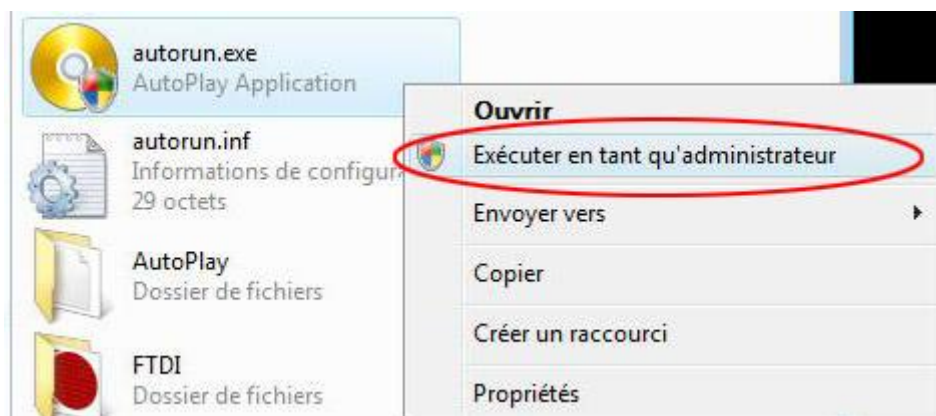 autorun.exe
AutoPlay Application
autorun.inf
Informations de configur
29 octets
AutoPlay
Dossier de fichiers
FTDI
Dossier de fichiers
Ouvrir
Exécuter en tant qu'administrateur
Envoyer vers
Copier
Créer un raccourci
Propriétés